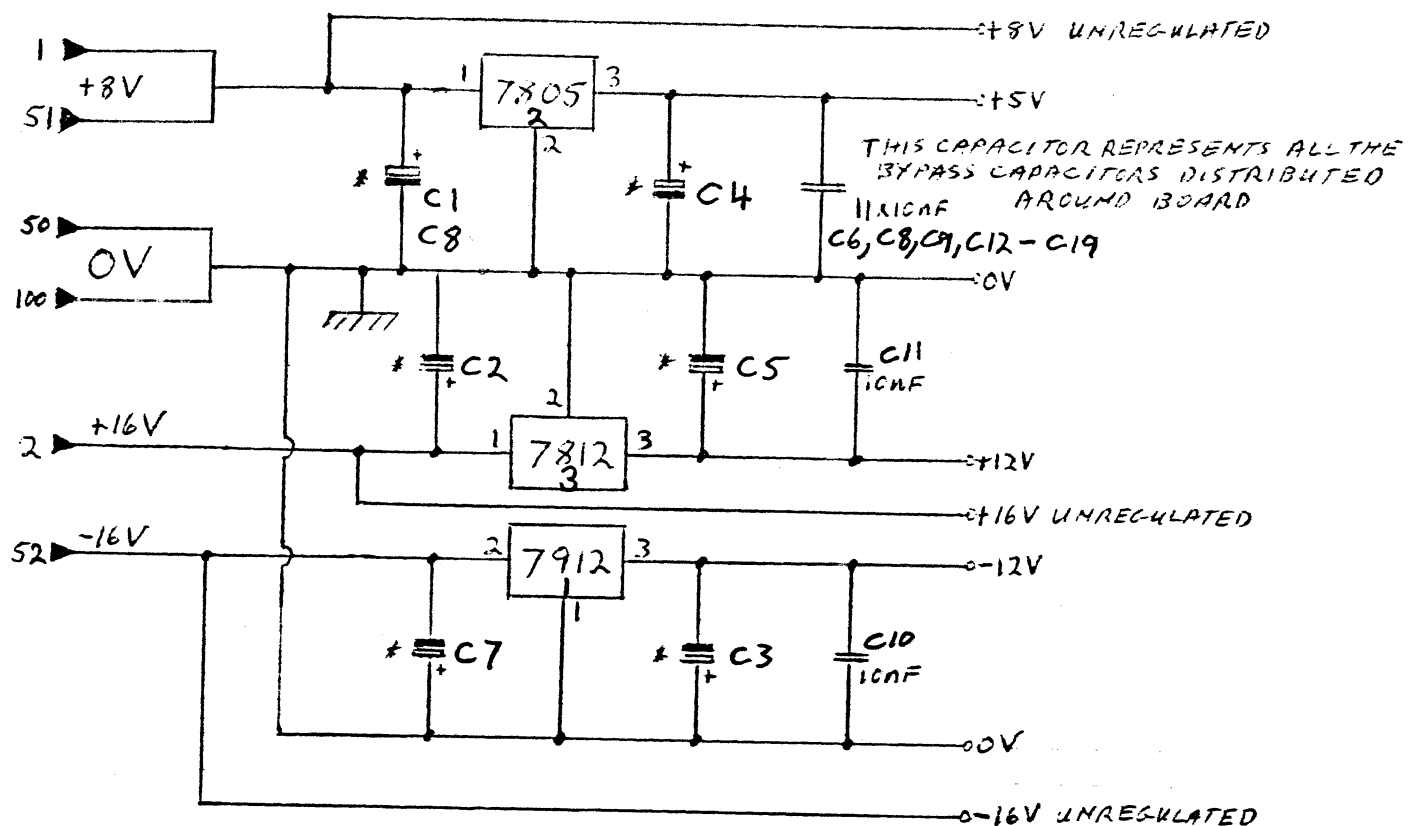 +8V UNREGULATED
1
+8V
51
1
7805
2
3
2
+5V
THIS CAPACITOR REPRESENTS ALL THE
BYPASS CAPACITORS DISTRIBUTED
AROUND BOARD
* + C1
C8
* + C4
11x10nF
C6, C8, C9, C12 - C19
50
0V
100
0V
* + C2
* + C5
C11
10nF
2
+16V
2
1
7812
3
3
+12V
+16V UNREGULATED
52
-16V
2
7912
1
3
1
-12V
* + C7
* + C3
C10
10nF
0V
-16V UNREGULATED